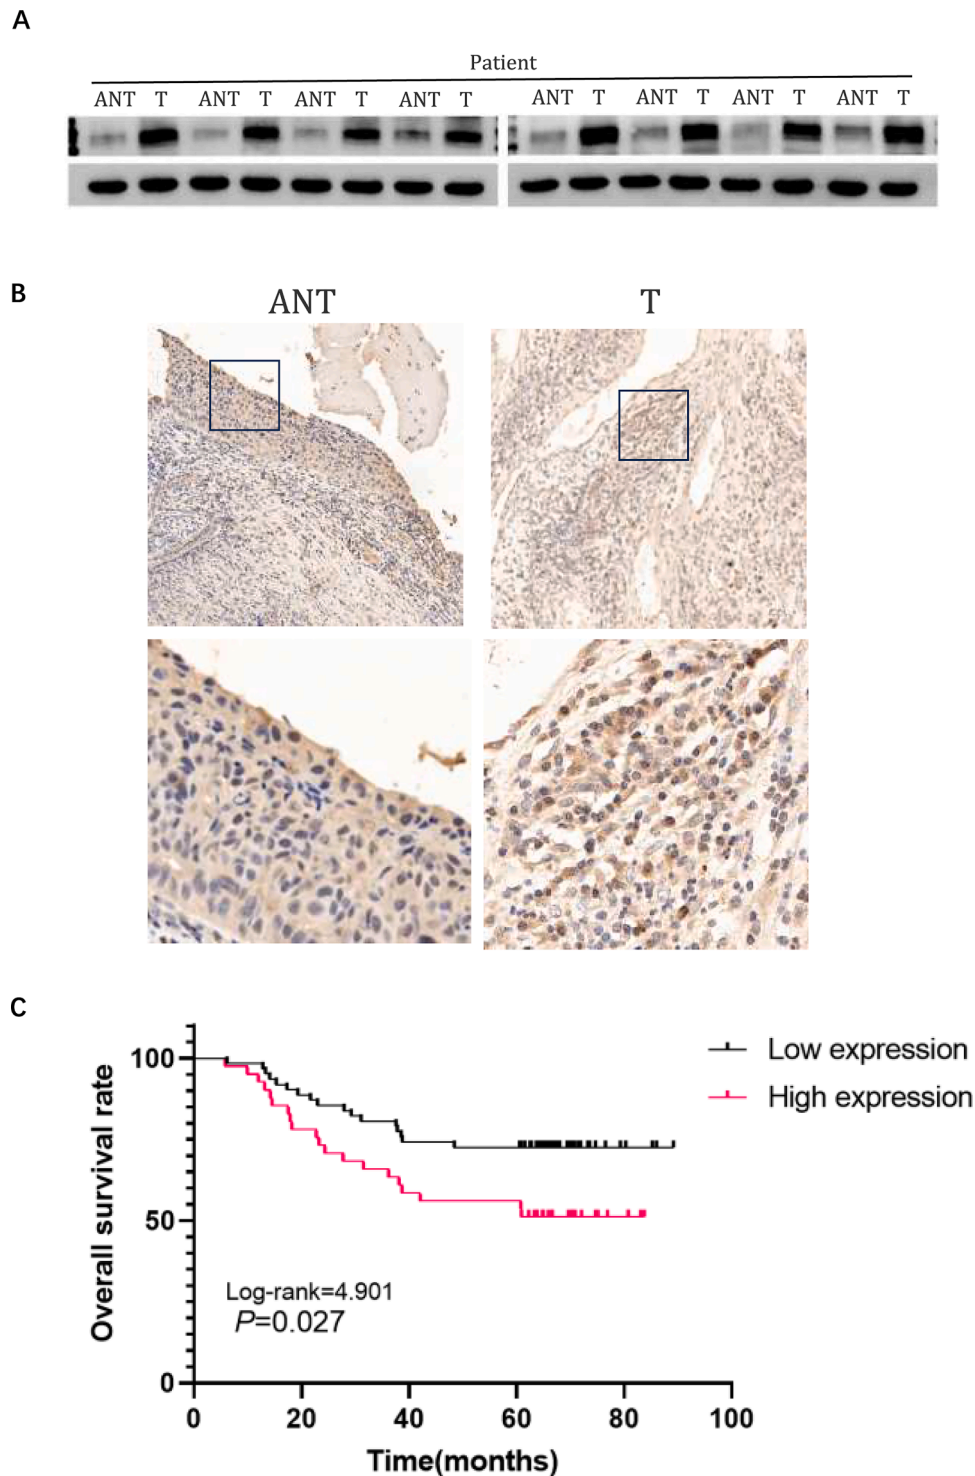 A
Patient
ANT T ANT T ANT T ANT T ANT T ANT T ANT T ANT T
B
ANT T
C
Low expression
High expression
Overall survival rate
100
50
0
Log-rank=4.901
P=0.027
0 20 40 60 80 100
Time(months)